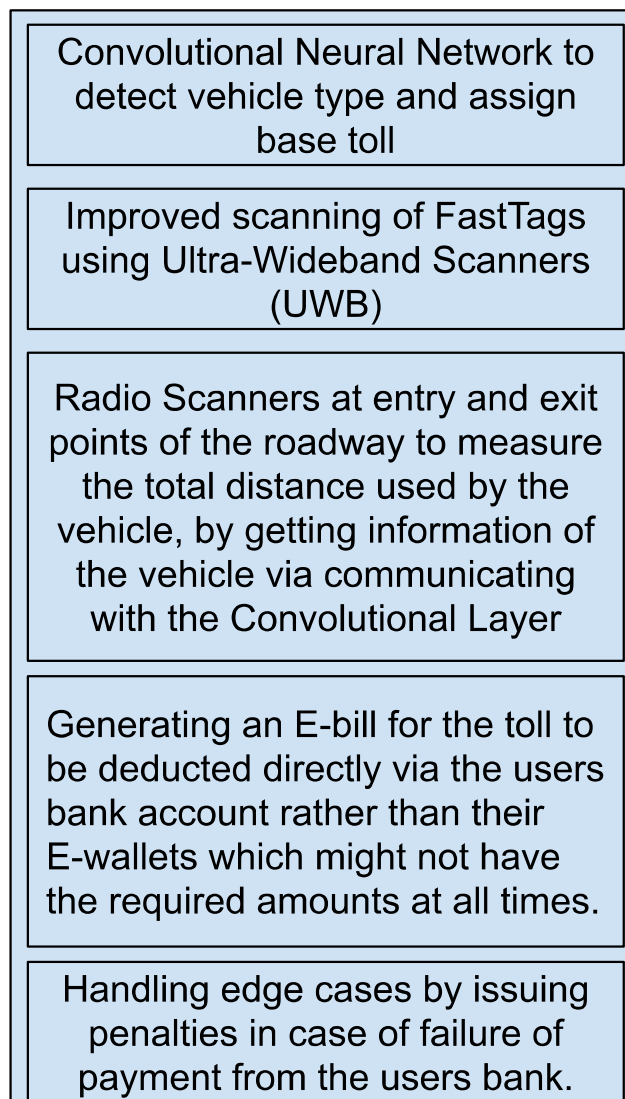 Convolutional Neural Network to
detect vehicle type and assign
base toll
Improved scanning of FastTags
using Ultra-Wideband Scanners
(UWB)
Radio Scanners at entry and exit
points of the roadway to measure
the total distance used by the
vehicle, by getting information of
the vehicle via communicating
with the Convolutional Layer
Generating an E-bill for the toll to
be deducted directly via the users
bank account rather than their
E-wallets which might not have
the required amounts at all times.
Handling edge cases by issuing
penalties in case of failure of
payment from the users bank.